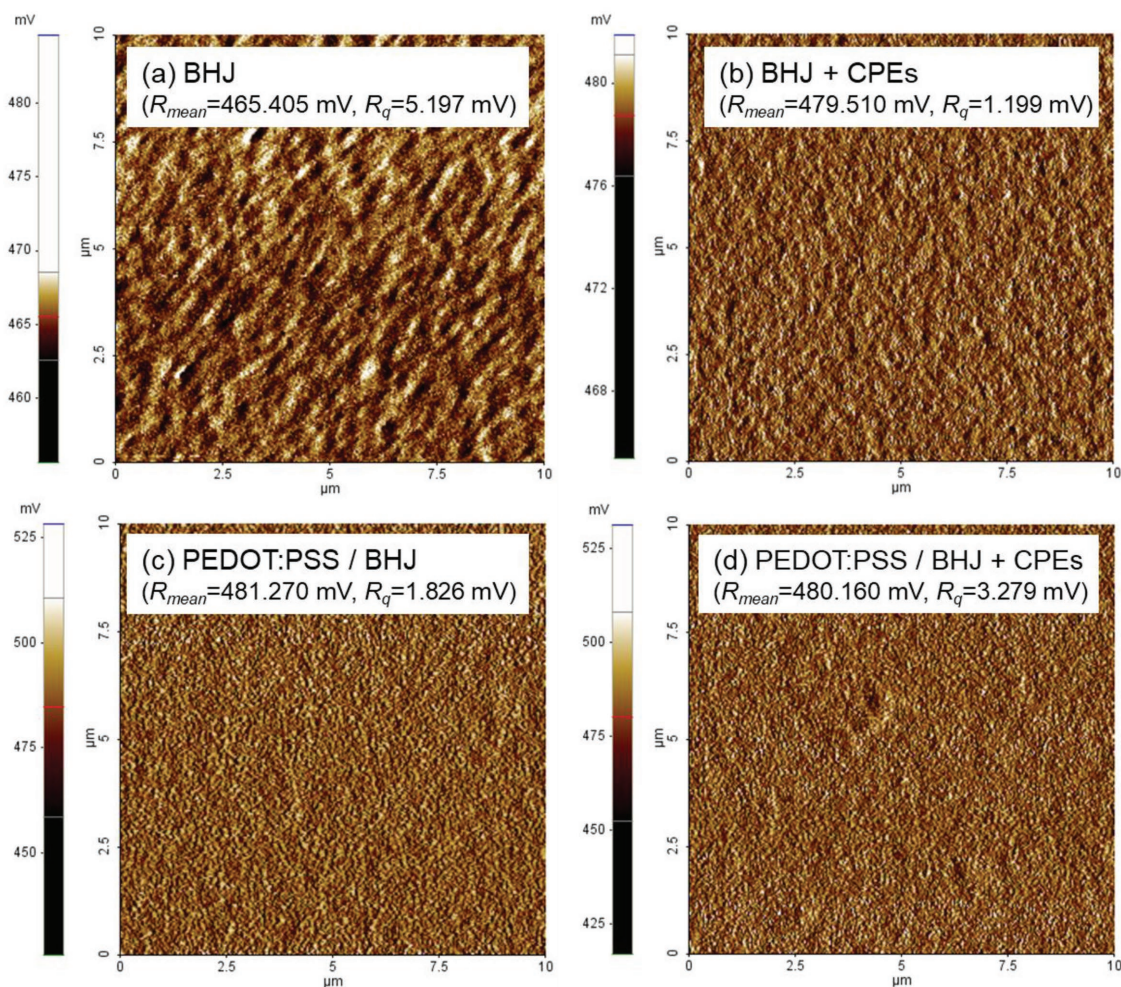 mV
480
475
470
465
460
10
7.5
5
2.5
0
µm
(a) BHJ
(Rmean=465.405 mV, Rq=5.197 mV)
0
2.5
5
7.5
10
µm
mV
480
476
472
468
10
7.5
5
2.5
0
µm
(b) BHJ + CPEs
(Rmean=479.510 mV, Rq=1.199 mV)
0
2.5
5
7.5
10
µm
mV
525
500
475
450
10
7.5
5
2.5
0
µm
(c) PEDOT:PSS / BHJ
(Rmean=481.270 mV, Rq=1.826 mV)
0
2.5
5
7.5
10
µm
mV
525
500
475
450
425
10
7.5
5
2.5
0
µm
(d) PEDOT:PSS / BHJ + CPEs
(Rmean=480.160 mV, Rq=3.279 mV)
0
2.5
5
7.5
10
µm